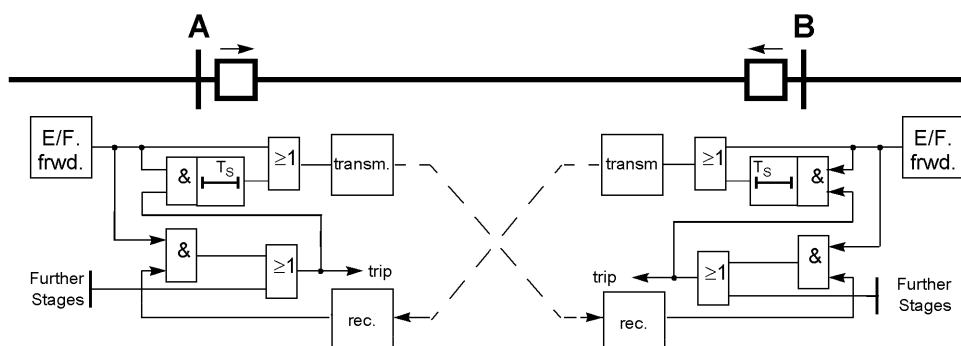 A
B
E/F.
frwd.
≥1
transm.
transm
≥1
E/F.
frwd.
&
TS
TS
&
&
≥1
trip
Further
Stages
rec.
trip
≥1
&
Further
Stages
rec.